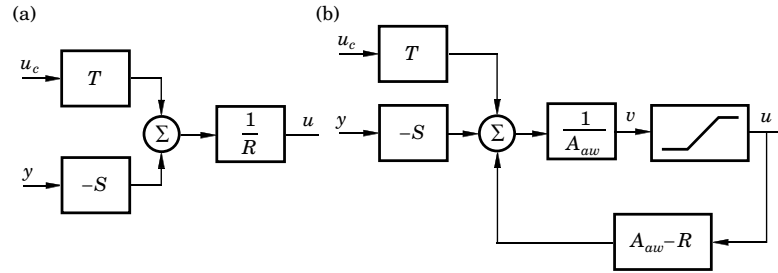 (a)
u_c
T
Σ
1
R
u
y
–S
(b)
u_c
T
y
–S
Σ
1
A_aw
v
u
A_aw–R